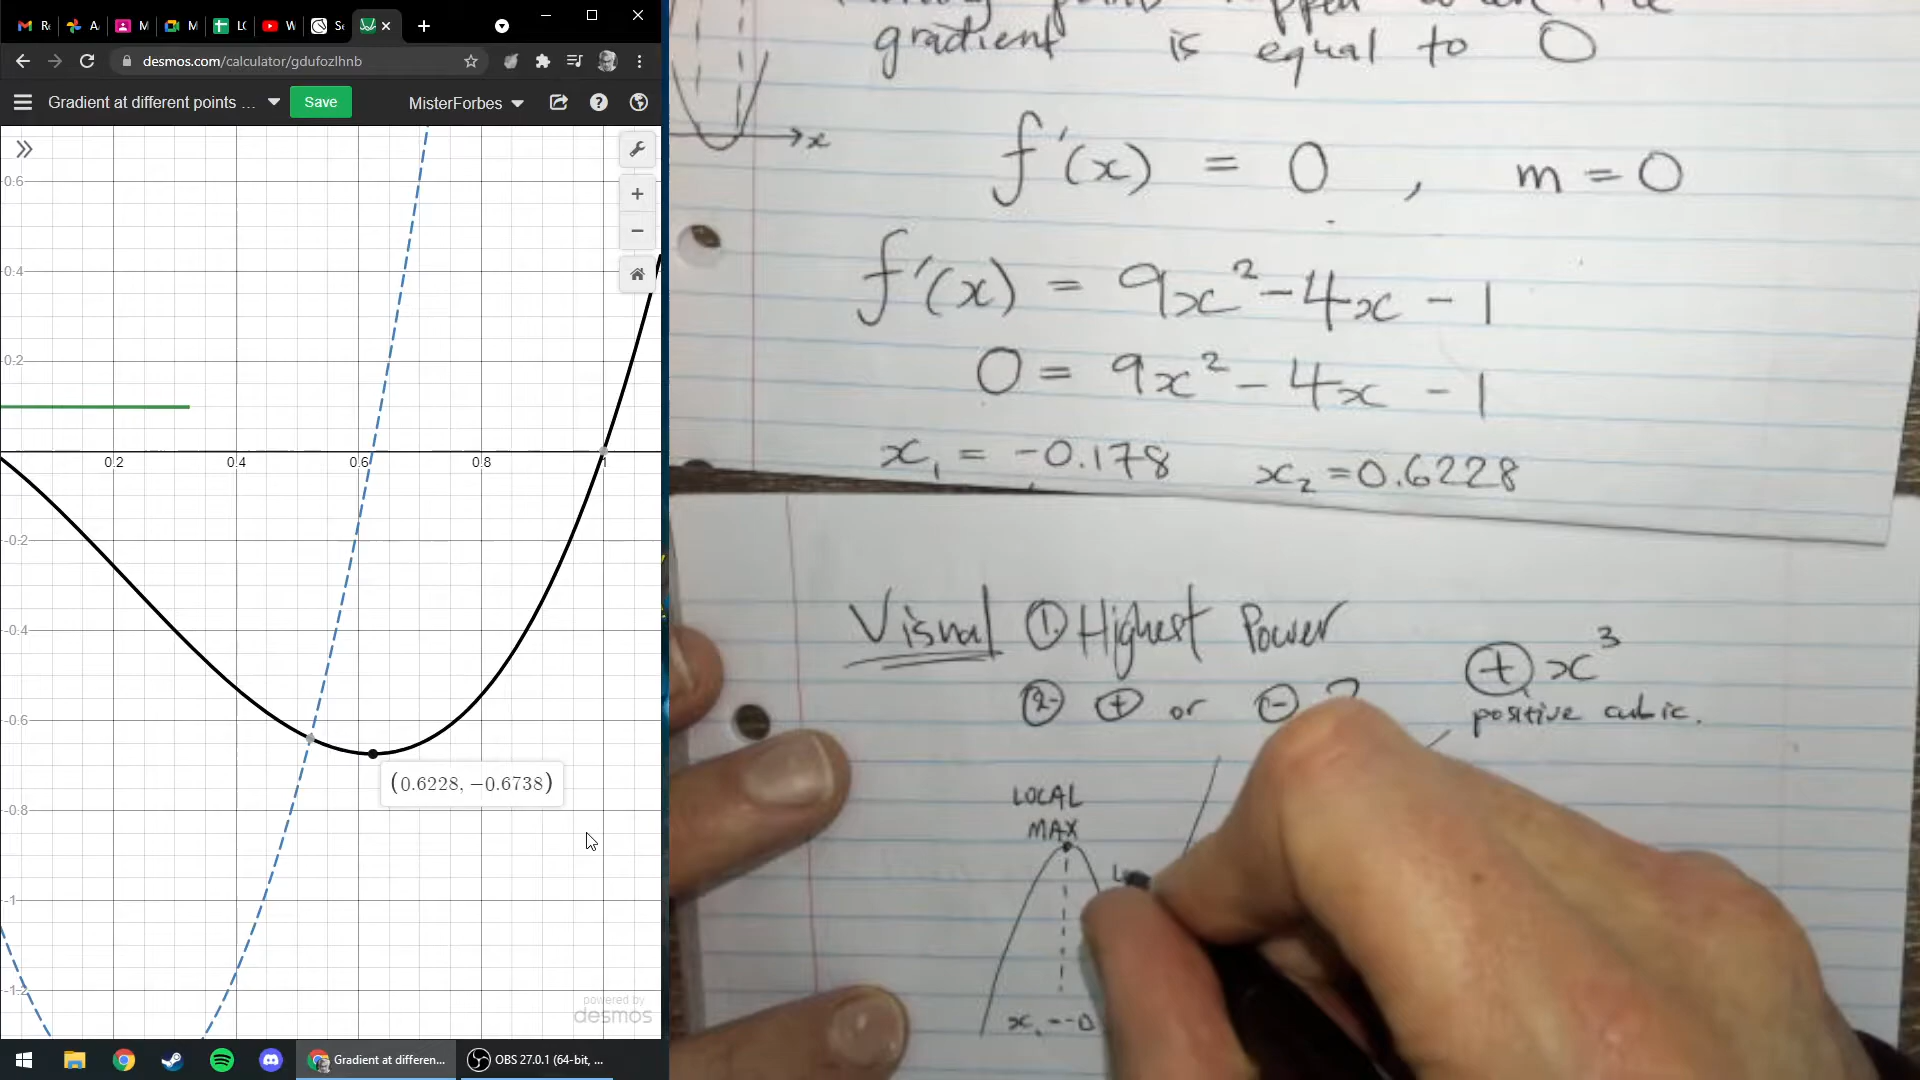 desmos.com/calculator/gdufozlhnb
Gradient at different points ...
Save
MisterForbes
0.6
0.4
0.2
0.2
0.4
0.6
0.8
1
-0.2
-0.4
-0.6
-0.8
-1
-1.2
(0.6228, −0.6738)
powered by
desmos
Gradient at differen...
OBS 27.0.1 (64-bit, ...
gradient is equal to 0
x
f'(x) = 0 , m = 0
f'(x) = 9x² - 4x - 1
0 = 9x² - 4x - 1
x₁ = -0.178 x₂ = 0.6228
Visual ① Highest Power
② ⊕ or ⊖ ?
⊕ x³
positive cubic.
LOCAL
MAX
L
x₁ = -0